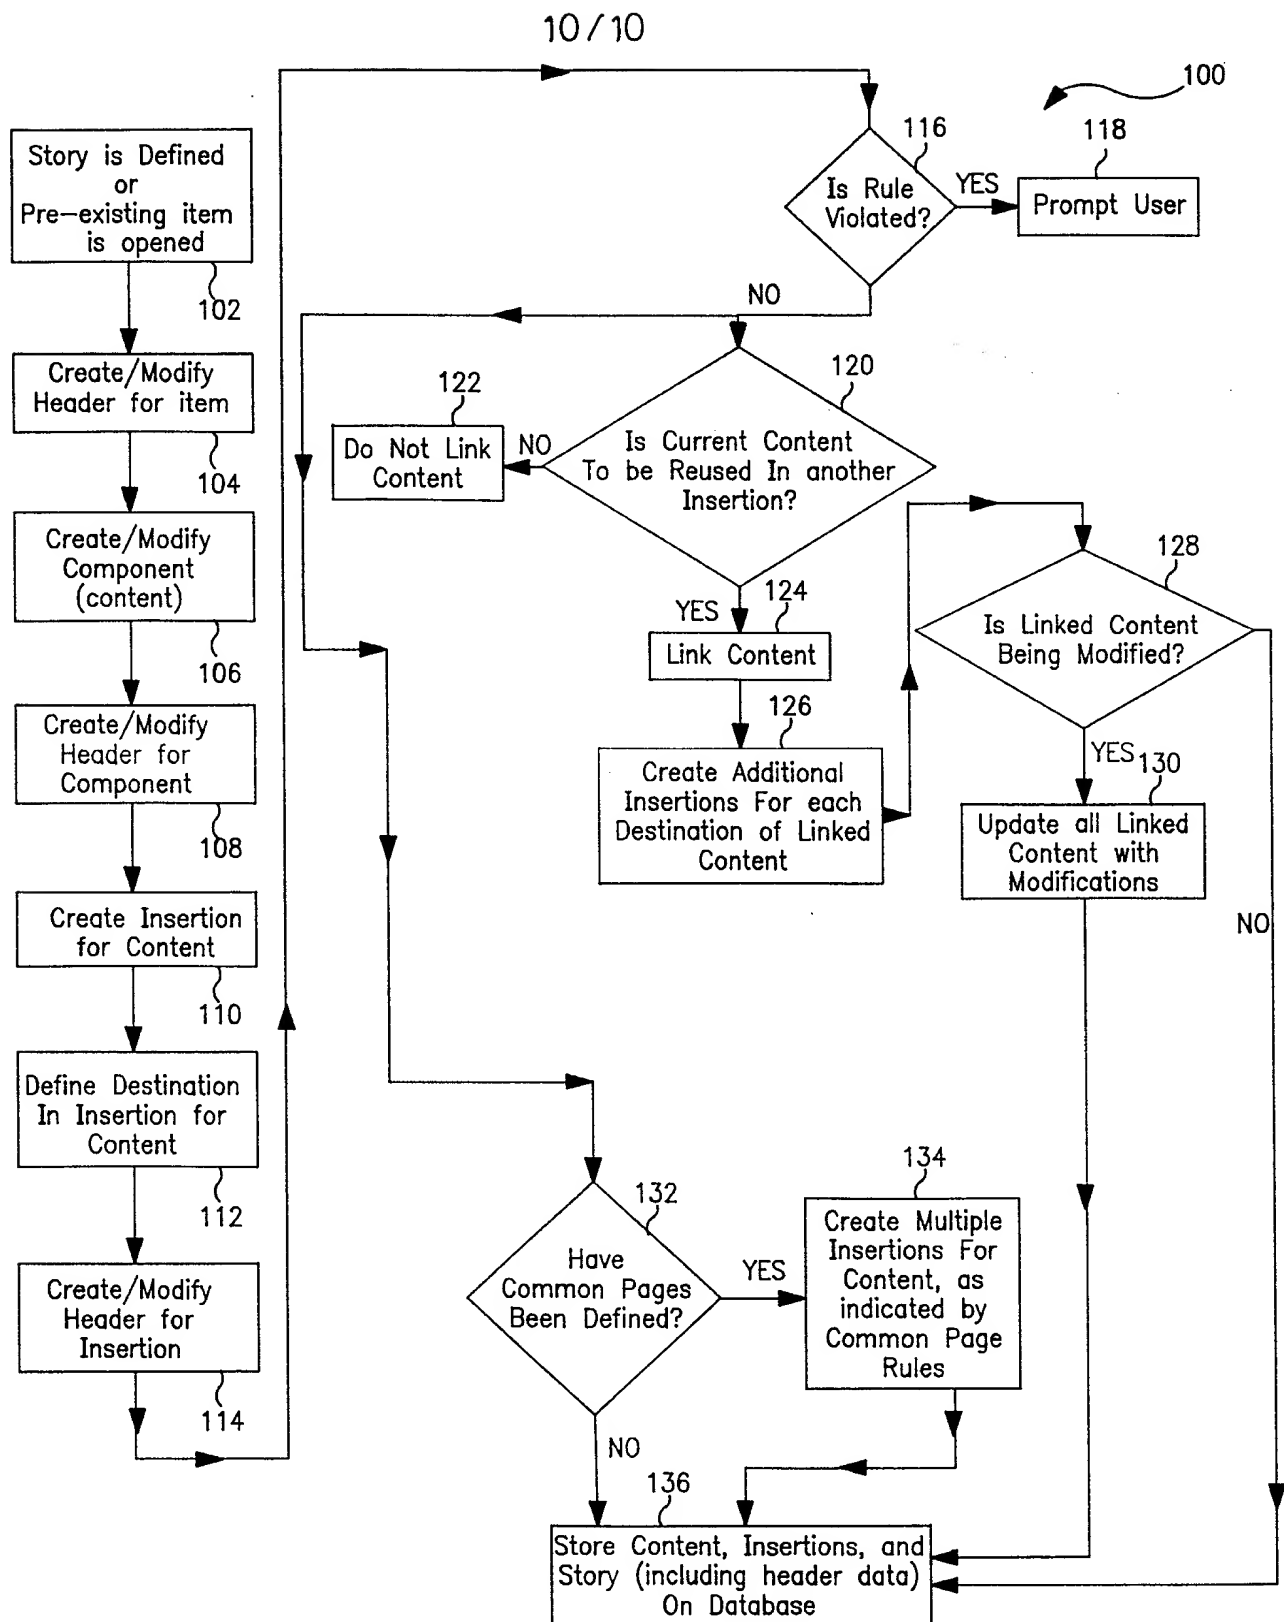 10/10
100
Story is Defined
or
Pre-existing item
is opened
102
Create/Modify
Header for item
104
Create/Modify
Component
(content)
106
Create/Modify
Header for
Component
108
Create Insertion
for Content
110
Define Destination
In Insertion for
Content
112
Create/Modify
Header for
Insertion
114
116
Is Rule
Violated?
YES
118
Prompt User
NO
120
Is Current Content
To be Reused In another
Insertion?
NO
122
Do Not Link
Content
YES
124
Link Content
126
Create Additional
Insertions For each
Destination of Linked
Content
128
Is Linked Content
Being Modified?
YES
130
Update all Linked
Content with
Modifications
NO
132
Have
Common Pages
Been Defined?
YES
134
Create Multiple
Insertions For
Content, as
indicated by
Common Page
Rules
NO
136
Store Content, Insertions, and
Story (including header data)
On Database